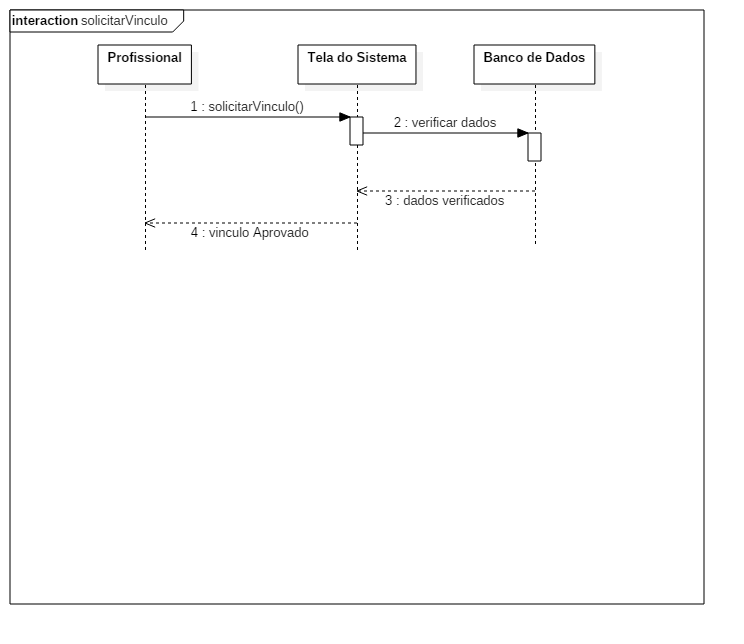 interaction solicitarVinculo
Profissional
Tela do Sistema
Banco de Dados
1 : solicitarVinculo()
2 : verificar dados
3 : dados verificados
4 : vinculo Aprovado